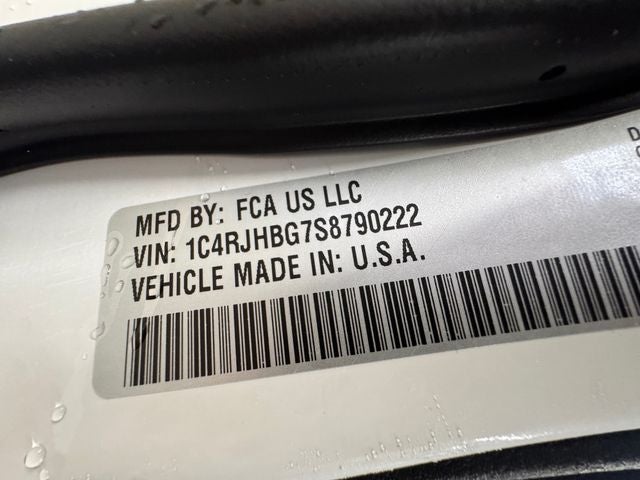 MFD BY: FCA US LLC
VIN: 1C4RJHBG7S8790222
VEHICLE MADE IN: U.S.A.